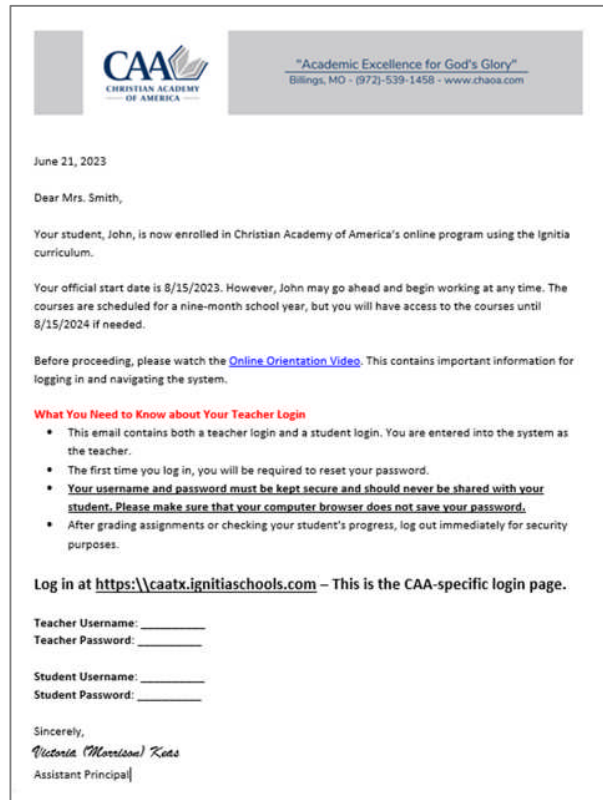 CAA
CHRISTIAN ACADEMY
OF AMERICA
"Academic Excellence for God's Glory"
Billings, MO - (972)-539-1458 - www.chaoa.com
June 21, 2023
Dear Mrs. Smith,
Your student, John, is now enrolled in Christian Academy of America's online program using the Ignitia
curriculum.
Your official start date is 8/15/2023. However, John may go ahead and begin working at any time. The
courses are scheduled for a nine-month school year, but you will have access to the courses until
8/15/2024 if needed.
Before proceeding, please watch the Online Orientation Video. This contains important information for
logging in and navigating the system.
What You Need to Know about Your Teacher Login
• This email contains both a teacher login and a student login. You are entered into the system as
the teacher.
• The first time you log in, you will be required to reset your password.
• Your username and password must be kept secure and should never be shared with your
student. Please make sure that your computer browser does not save your password.
• After grading assignments or checking your student's progress, log out immediately for security
purposes.
Log in at https:\\caatx.ignitiaschools.com – This is the CAA-specific login page.
Teacher Username: __________
Teacher Password: __________
Student Username: __________
Student Password: __________
Sincerely,
Victoria (Morrison) Keas
Assistant Principal